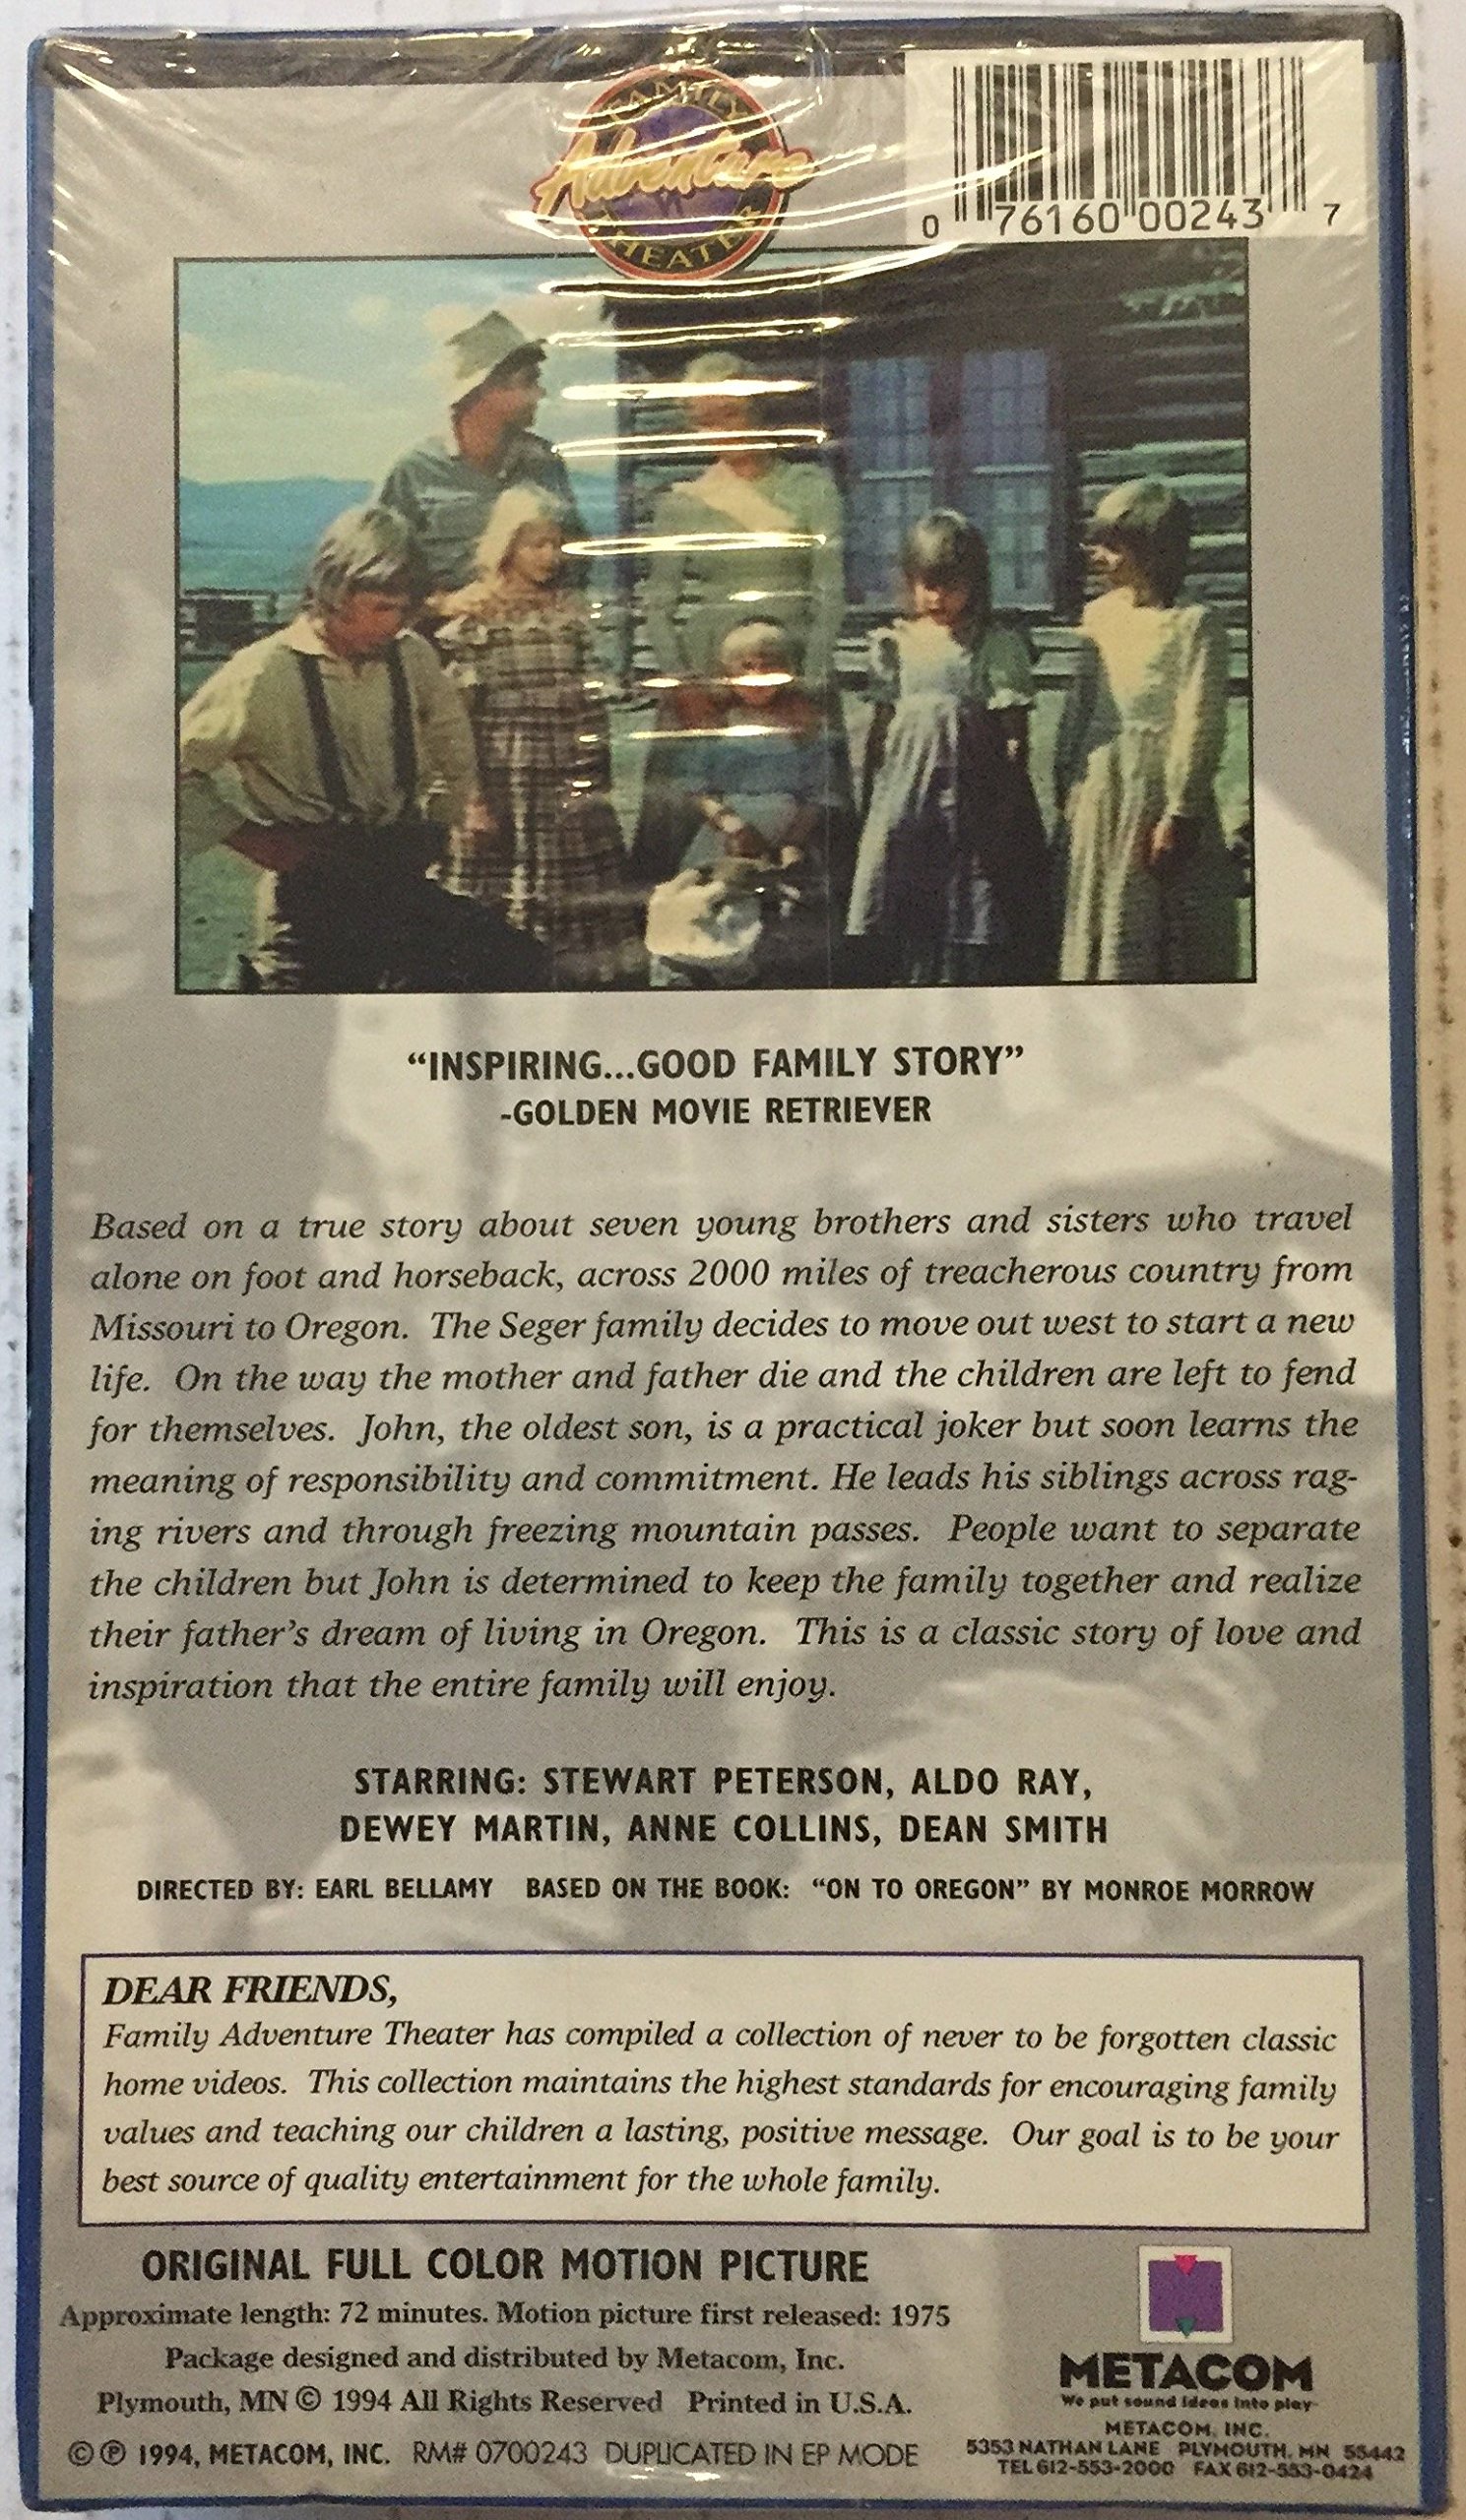 FAMILY
Adventure
THEATER
0 76160 00243 7
“INSPIRING...GOOD FAMILY STORY”
-GOLDEN MOVIE RETRIEVER
Based on a true story about seven young brothers and sisters who travel
alone on foot and horseback, across 2000 miles of treacherous country from
Missouri to Oregon. The Seger family decides to move out west to start a new
life. On the way the mother and father die and the children are left to fend
for themselves. John, the oldest son, is a practical joker but soon learns the
meaning of responsibility and commitment. He leads his siblings across rag-
ing rivers and through freezing mountain passes. People want to separate
the children but John is determined to keep the family together and realize
their father’s dream of living in Oregon. This is a classic story of love and
inspiration that the entire family will enjoy.
STARRING: STEWART PETERSON, ALDO RAY,
DEWEY MARTIN, ANNE COLLINS, DEAN SMITH
DIRECTED BY: EARL BELLAMY BASED ON THE BOOK: “ON TO OREGON” BY MONROE MORROW
DEAR FRIENDS,
Family Adventure Theater has compiled a collection of never to be forgotten classic
home videos. This collection maintains the highest standards for encouraging family
values and teaching our children a lasting, positive message. Our goal is to be your
best source of quality entertainment for the whole family.
ORIGINAL FULL COLOR MOTION PICTURE
Approximate length: 72 minutes. Motion picture first released: 1975
Package designed and distributed by Metacom, Inc.
Plymouth, MN © 1994 All Rights Reserved Printed in U.S.A.
©℗ 1994, METACOM, INC. RM# 0700243 DUPLICATED IN EP MODE
METACOM
We put sound ideas into play
METACOM, INC.
5353 NATHAN LANE PLYMOUTH, MN 55442
TEL 612-553-2000 FAX 612-553-0424